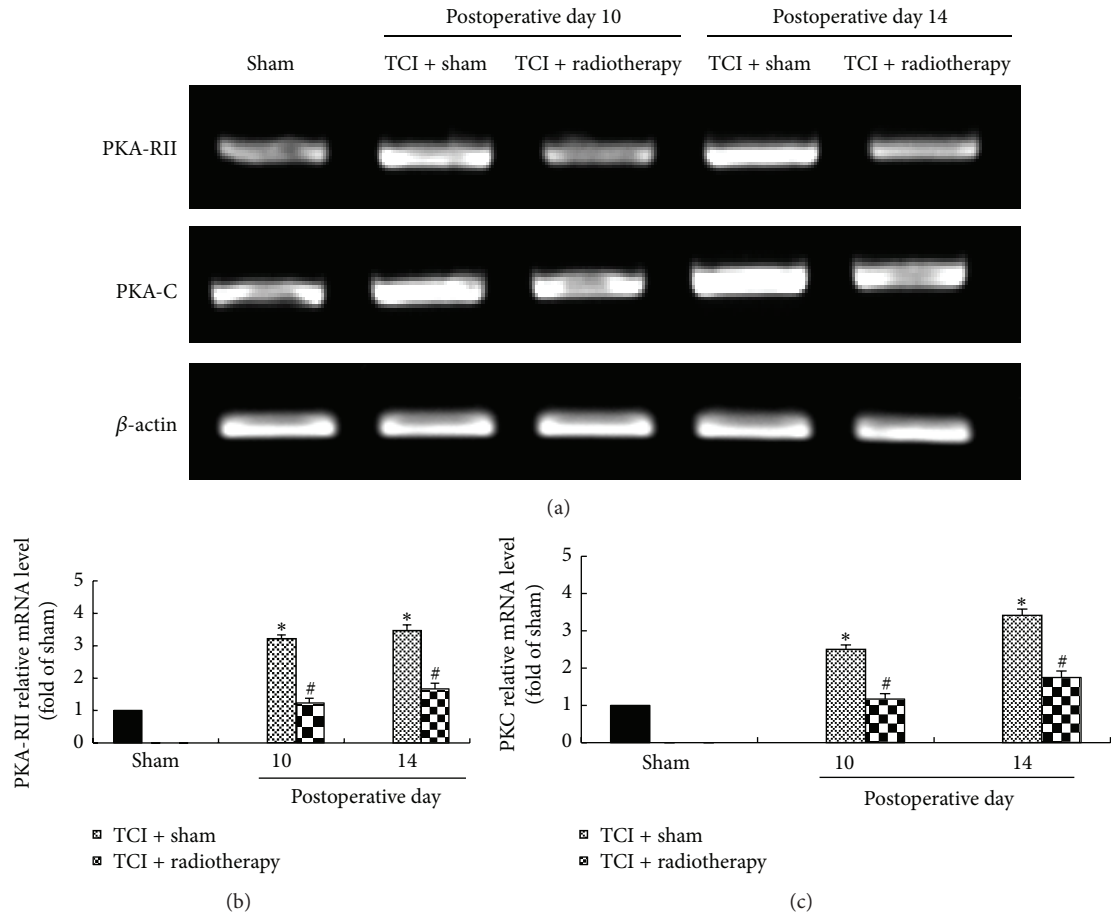 Postoperative day 10 Postoperative day 14
Sham TCI + sham TCI + radiotherapy TCI + sham TCI + radiotherapy
PKA-RII
PKA-C
β-actin
(a)
PKA-RII relative mRNA level
(fold of sham)
5
4
3
2
1
0
*
#
*
#
Sham 10 14
Postoperative day
TCI + sham
TCI + radiotherapy
(b)
PKC relative mRNA level
(fold of sham)
5
4
3
2
1
0
*
#
*
#
Sham 10 14
Postoperative day
TCI + sham
TCI + radiotherapy
(c)